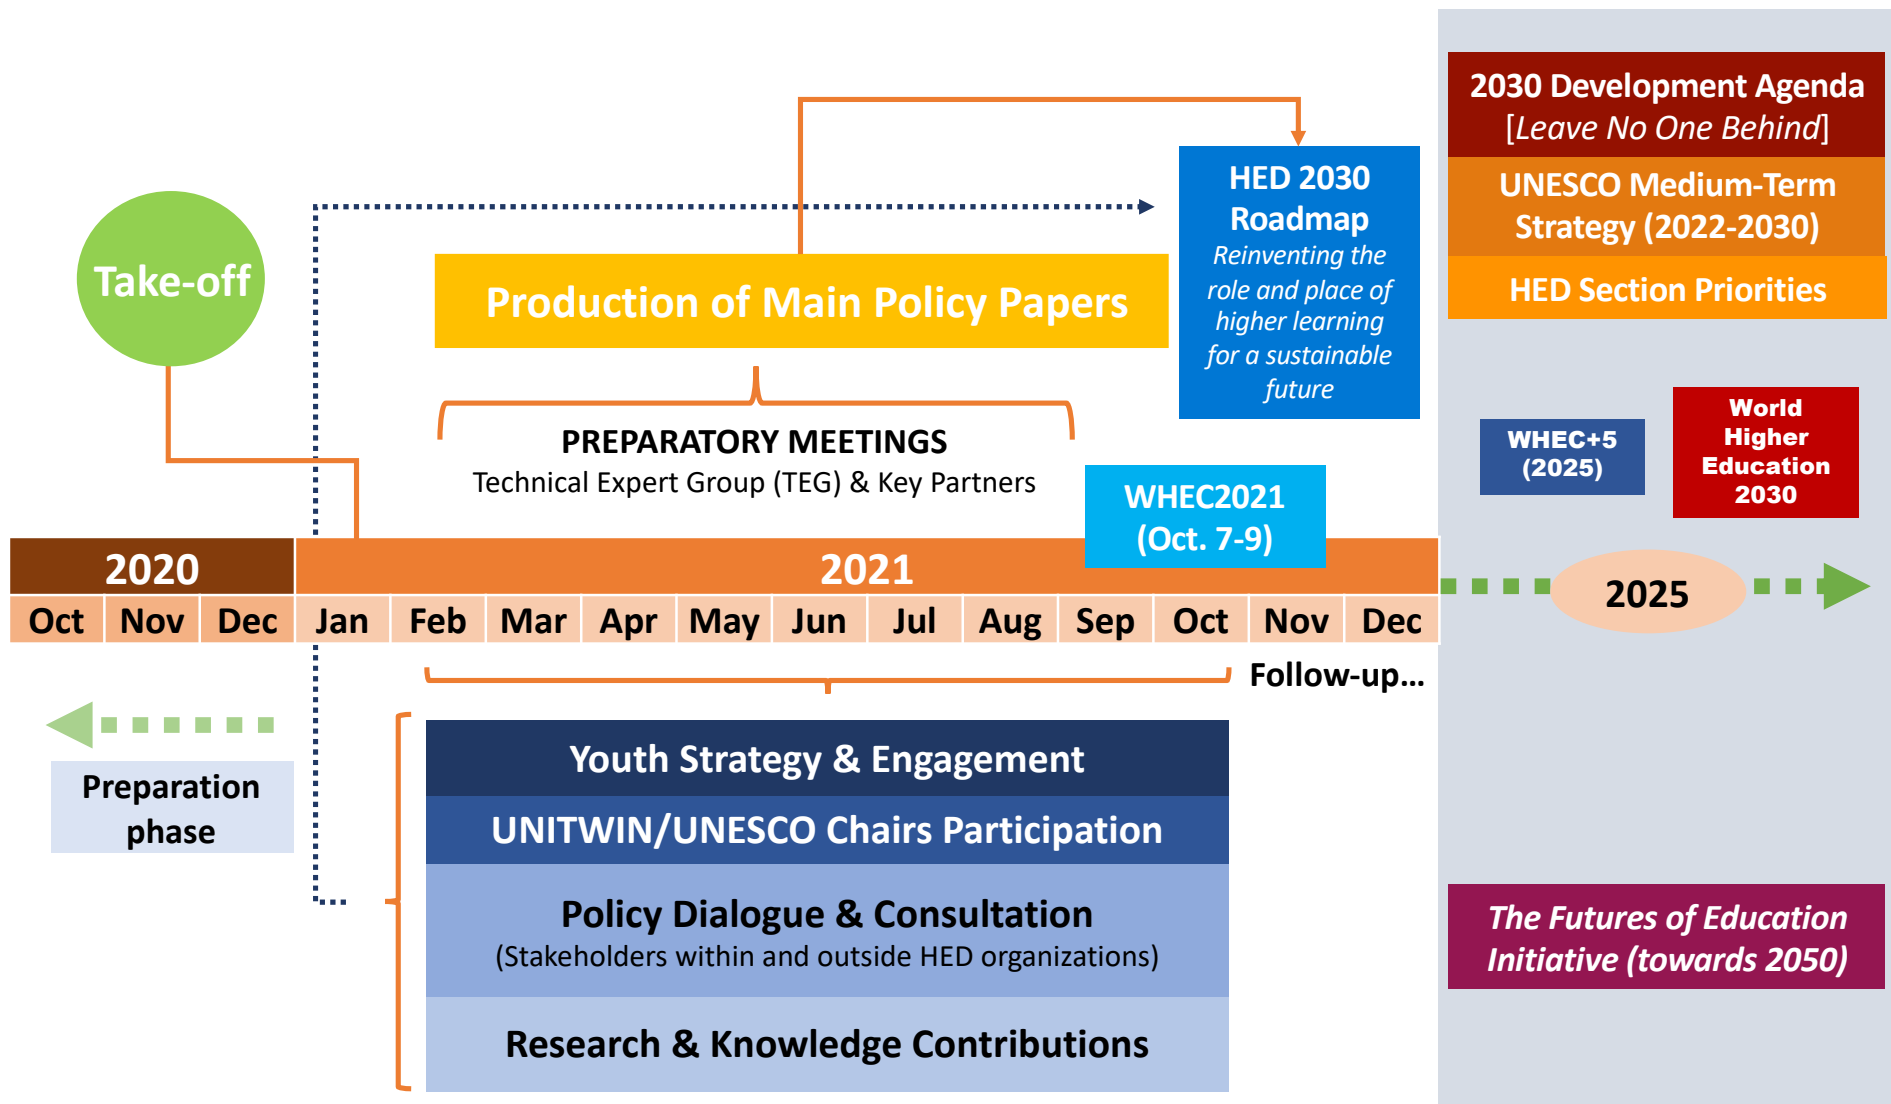 Take-off
Production of Main Policy Papers
HED 2030
Roadmap
Reinventing the
role and place of
higher learning
for a sustainable
future
PREPARATORY MEETINGS
Technical Expert Group (TEG) & Key Partners
WHEC2021
(Oct. 7-9)
2020
2021
Oct Nov Dec Jan Feb Mar Apr May Jun Jul Aug Sep Oct Nov Dec
Follow-up...
Preparation
phase
Youth Strategy & Engagement
UNITWIN/UNESCO Chairs Participation
Policy Dialogue & Consultation
(Stakeholders within and outside HED organizations)
Research & Knowledge Contributions
2030 Development Agenda
[Leave No One Behind]
UNESCO Medium-Term
Strategy (2022-2030)
HED Section Priorities
WHEC+5
(2025)
World
Higher
Education
2030
2025
The Futures of Education
Initiative (towards 2050)